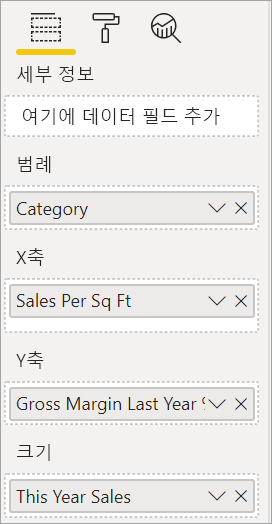 세부 정보
여기에 데이터 필드 추가
범례
Category
X축
Sales Per Sq Ft
Y축
Gross Margin Last Year
크기
This Year Sales